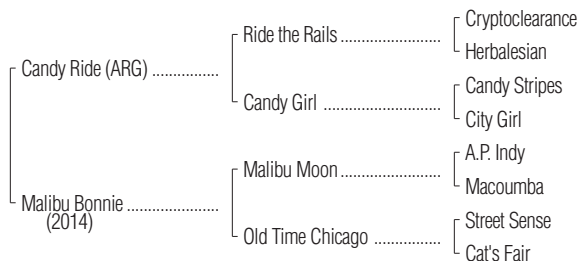 Cryptoclearance
Ride the Rails
Herbalesian
Candy Ride (ARG)
Candy Stripes
Candy Girl
City Girl
A.P. Indy
Malibu Moon
Macoumba
Malibu Bonnie
(2014)
Street Sense
Old Time Chicago
Cat's Fair